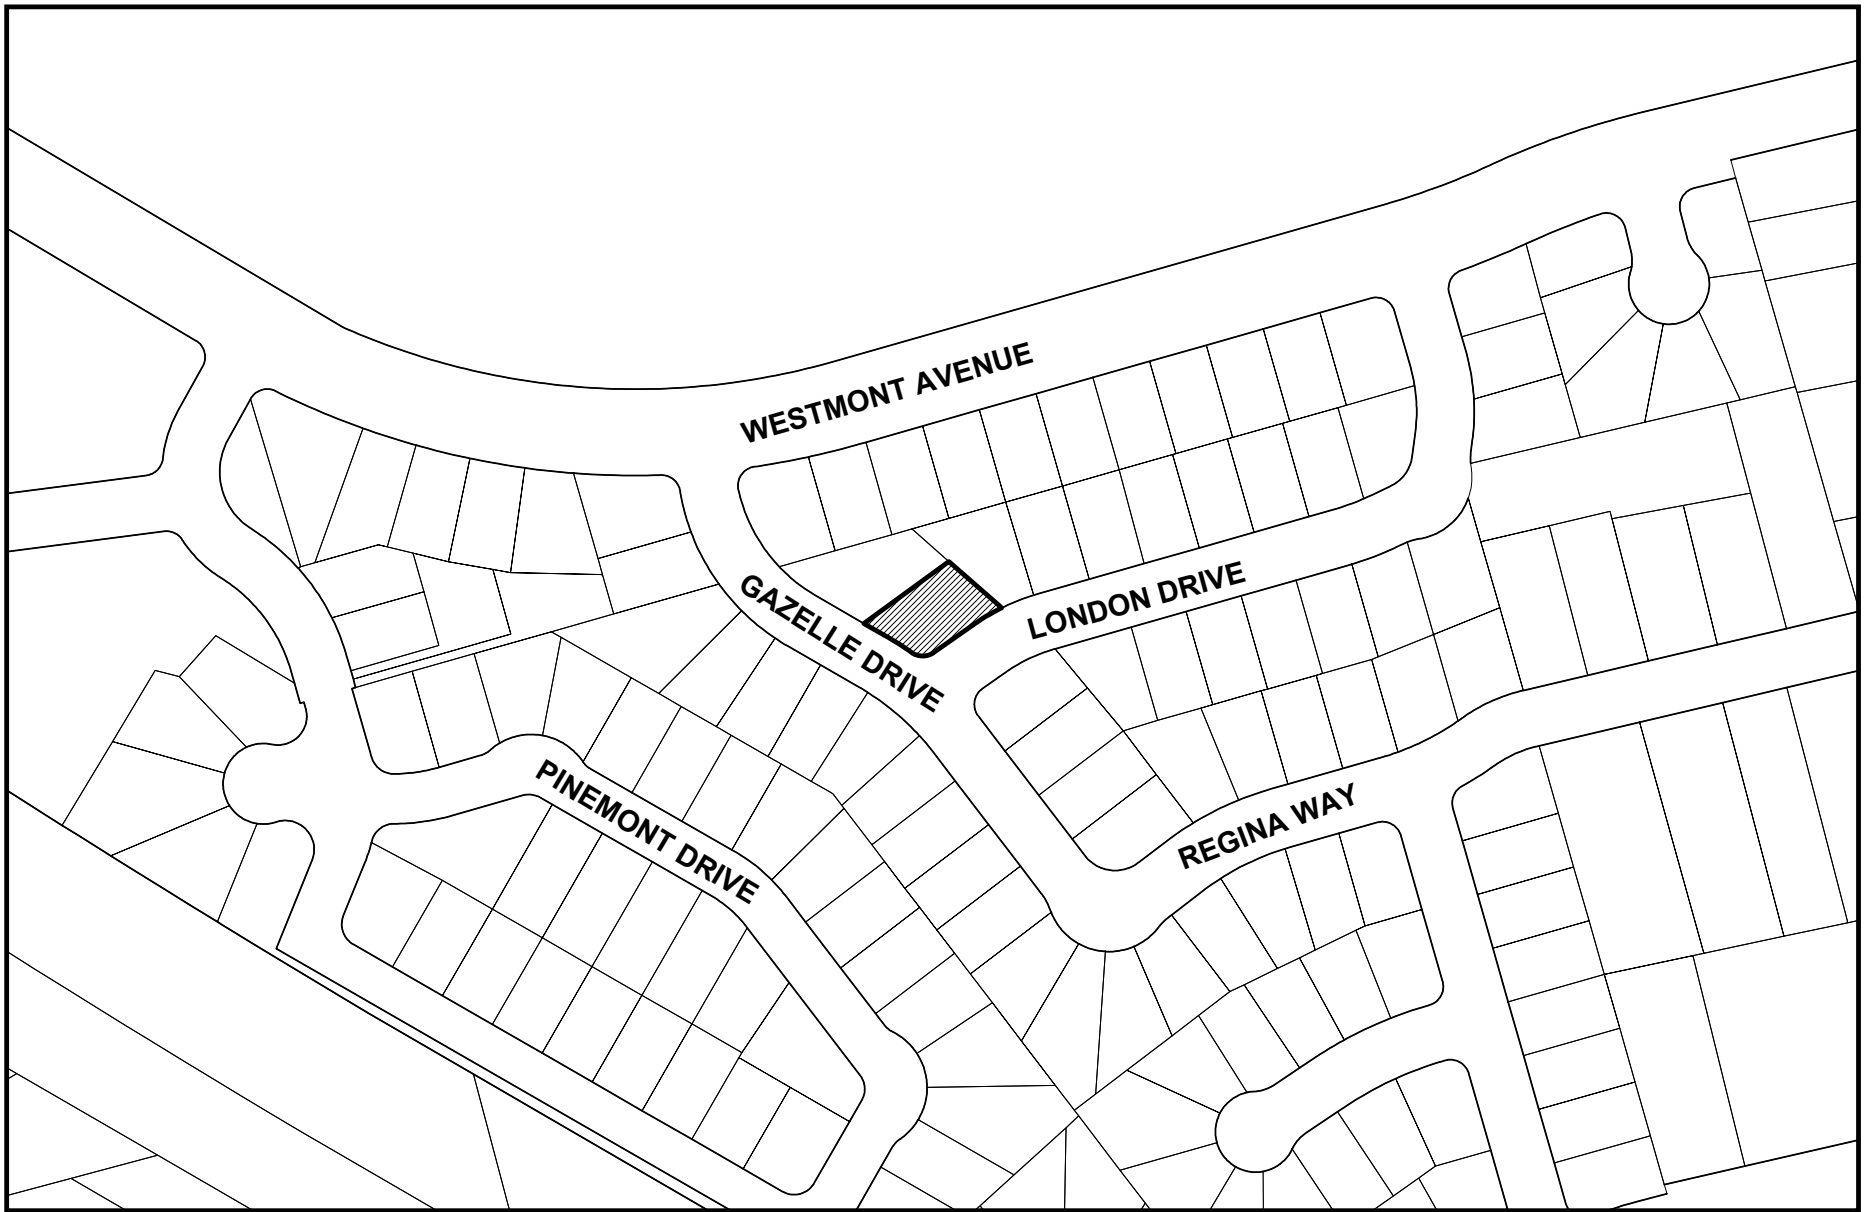 WESTMONT AVENUE
GAZELLE DRIVE
LONDON DRIVE
PINEMONT DRIVE
REGINA WAY